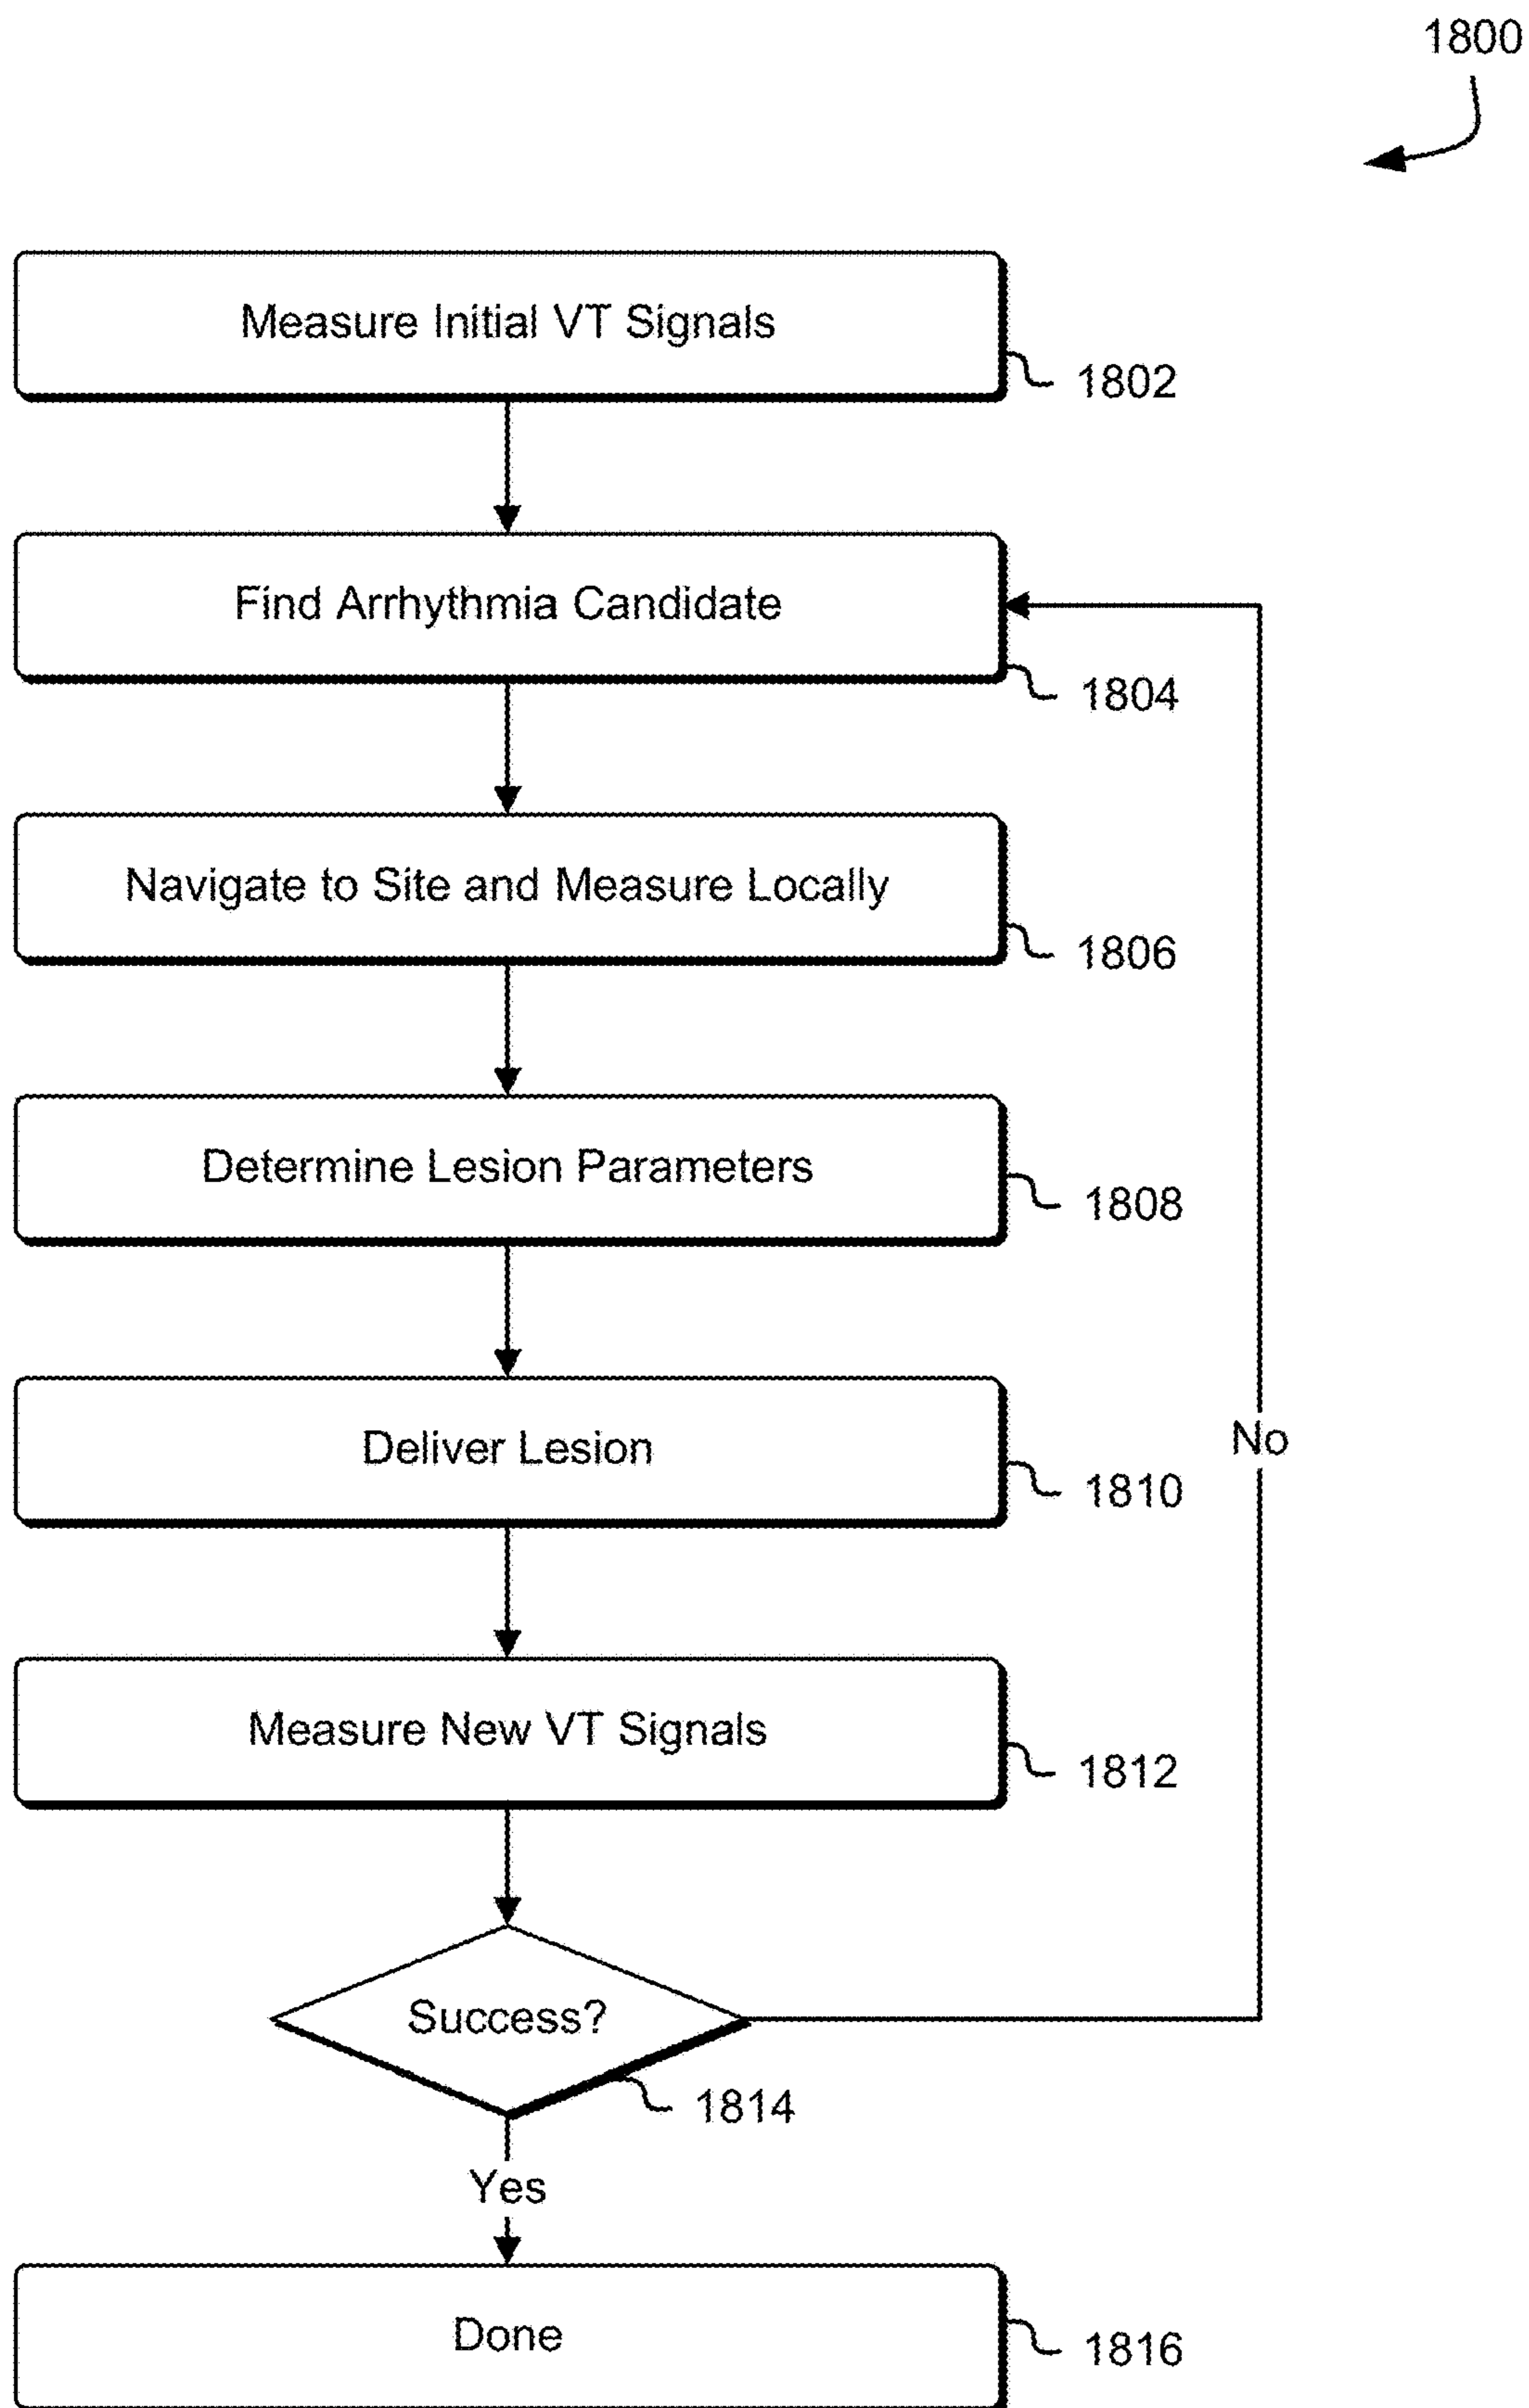 1800
Measure Initial VT Signals
1802
Find Arrhythmia Candidate
1804
Navigate to Site and Measure Locally
1806
Determine Lesion Parameters
1808
Deliver Lesion
No
1810
Measure New VT Signals
1812
Success?
1814
Yes
Done
1816